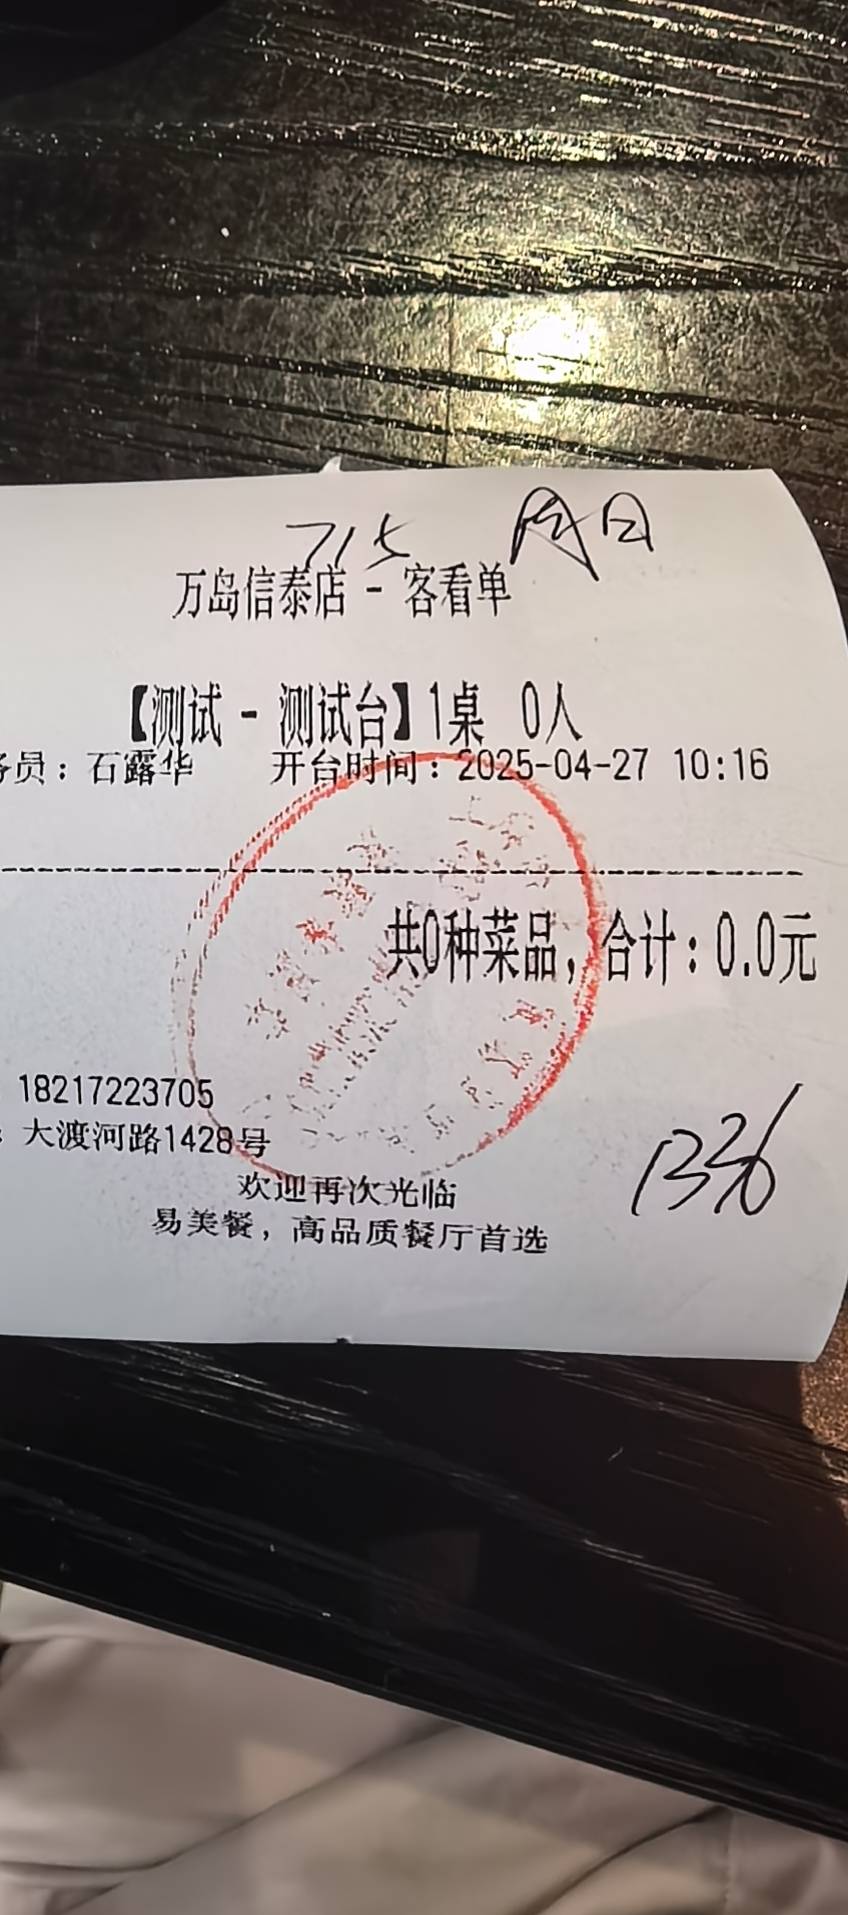 715 周日
万岛信泰店 - 客看单
【测试 - 测试台】1桌 0人
务员：石露华 开台时间：2025-04-27 10:16
共0种菜品，合计：0.0元
18217223705
：大渡河路1428号
1336
欢迎再次光临
易美餐，高品质餐厅首选